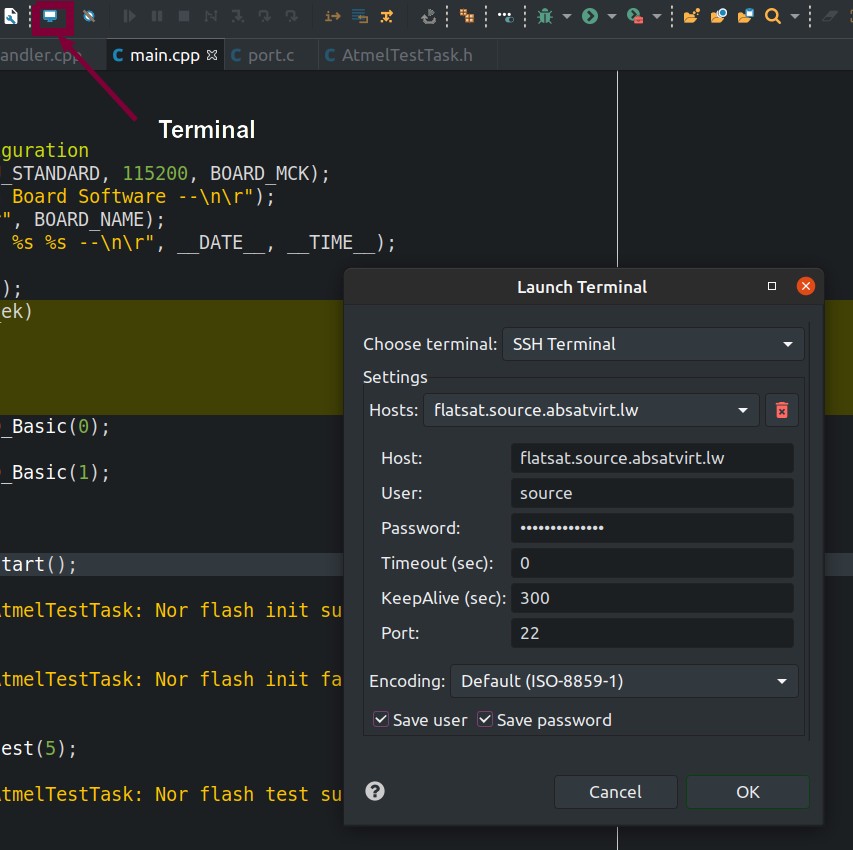 andler.cpp
C main.cpp
C port.c
C AtmelTestTask.h
Terminal
guration
_STANDARD, 115200, BOARD_MCK);
Board Software --\n\r");
", BOARD_NAME);
%s %s --\n\r", __DATE__, __TIME__);
);
ek)
_Basic(0);
_Basic(1);
tart();
tmelTestTask: Nor flash init su
tmelTestTask: Nor flash init fa
est(5);
tmelTestTask: Nor flash test su
Launch Terminal
Choose terminal: SSH Terminal
Settings
Hosts: flatsat.source.absatvirt.lw
Host: flatsat.source.absatvirt.lw
User: source
Password: ••••••••••••••
Timeout (sec): 0
KeepAlive (sec): 300
Port: 22
Encoding: Default (ISO-8859-1)
Save user Save password
? Cancel OK